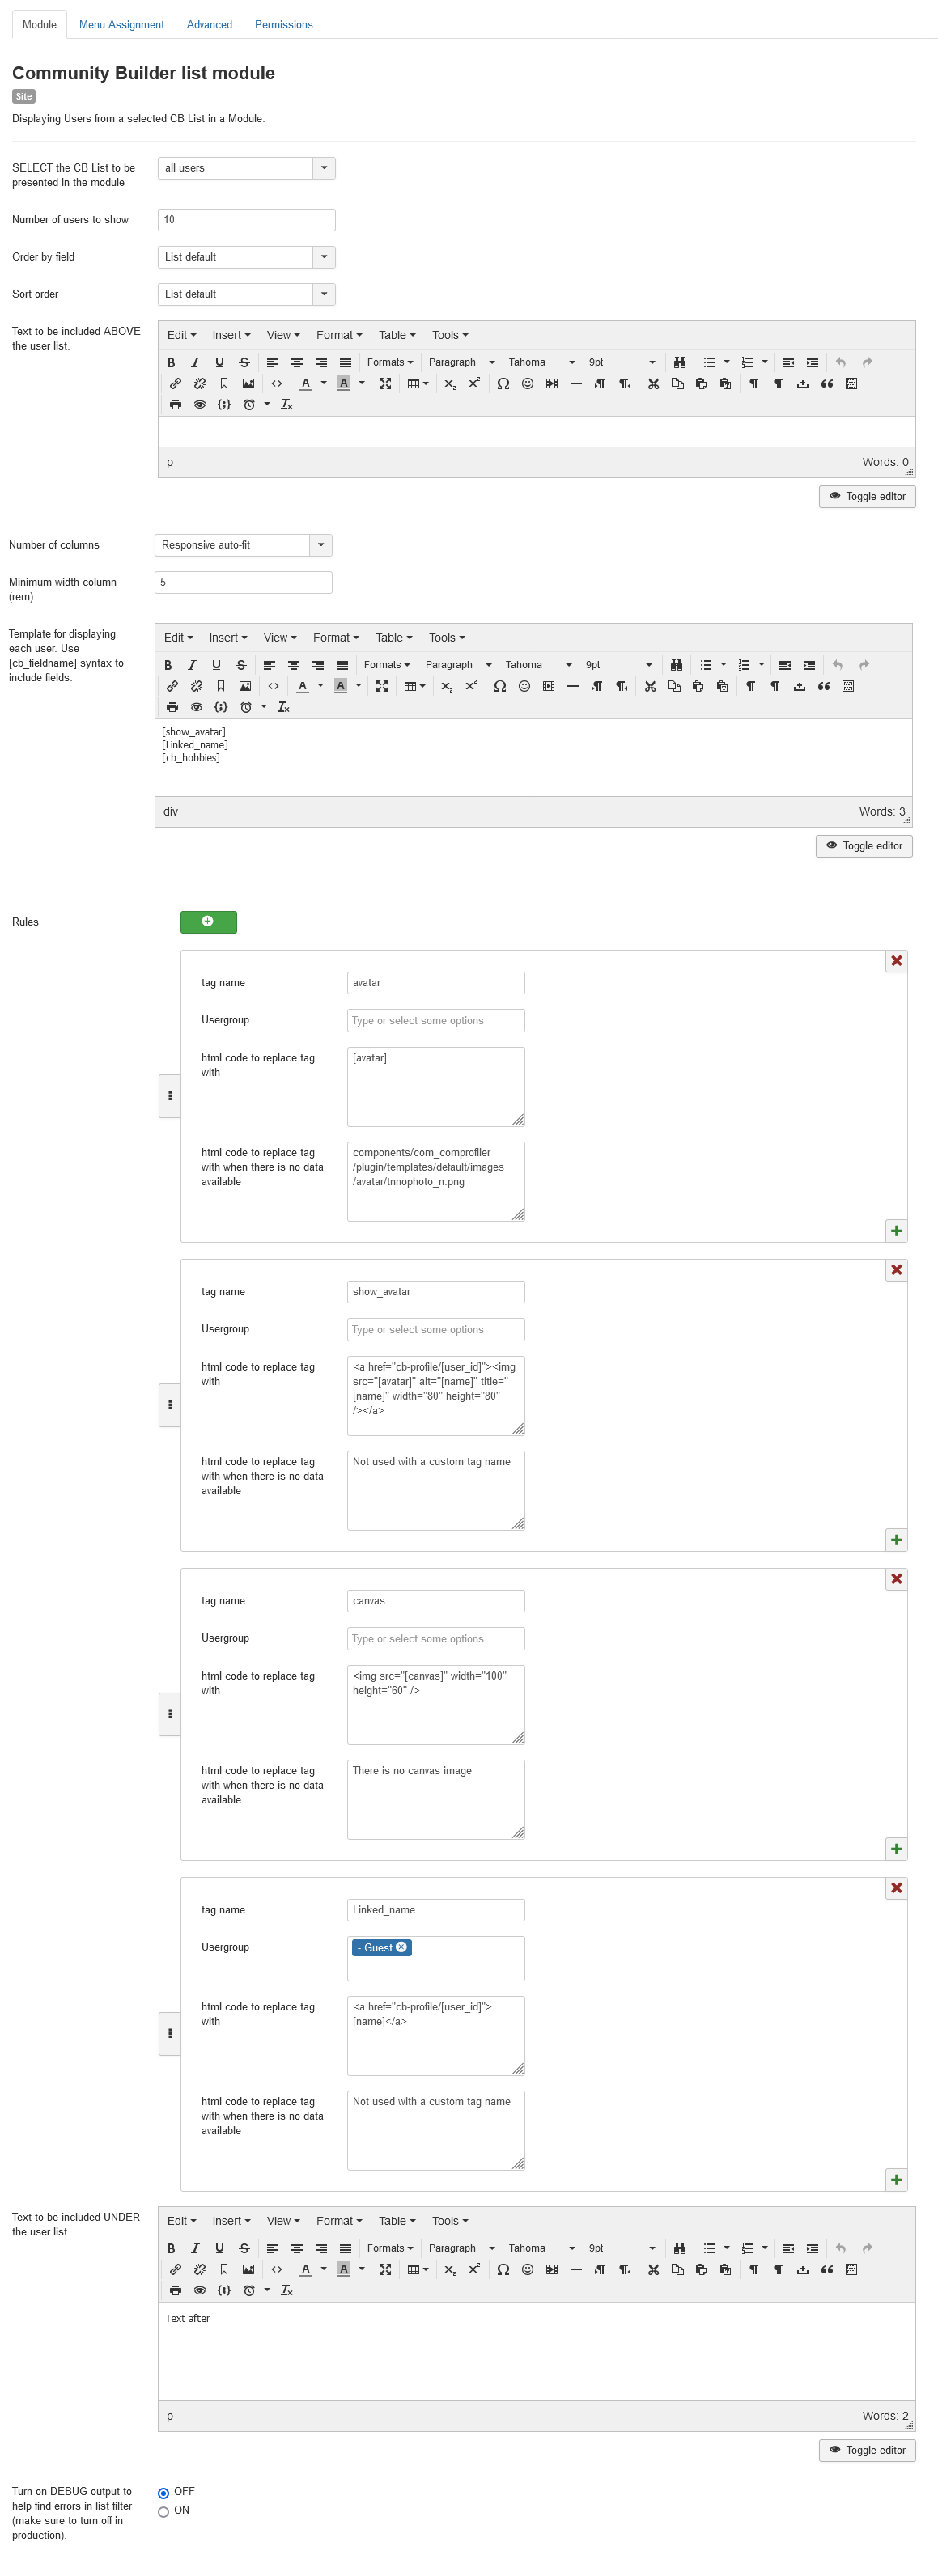 Module Menu Assignment Advanced Permissions
Community Builder list module
Site
Displaying Users from a selected CB List in a Module.
SELECT the CB List to be
presented in the module
all users
Number of users to show
10
Order by field
List default
Sort order
List default
Text to be included ABOVE
the user list.
Edit Insert View Format Table Tools
Formats Paragraph Tahoma 9pt
p
Words: 0
Toggle editor
Number of columns
Responsive auto-fit
Minimum width column
(rem)
5
Template for displaying
each user. Use
[cb_fieldname] syntax to
include fields.
Edit Insert View Format Table Tools
Formats Paragraph Tahoma 9pt
[show_avatar]
[Linked_name]
[cb_hobbies]
div
Words: 3
Toggle editor
Rules
tag name
avatar
Usergroup
Type or select some options
html code to replace tag
with
[avatar]
html code to replace tag
with when there is no data
available
components/com_comprofiler
/plugin/templates/default/images
/avatar/tnnophoto_n.png
tag name
show_avatar
Usergroup
Type or select some options
html code to replace tag
with
<a href="cb-profile/[user_id]"><img
src="[avatar]" alt="[name]" title="
[name]" width="80" height="80"
/></a>
html code to replace tag
with when there is no data
available
Not used with a custom tag name
tag name
canvas
Usergroup
Type or select some options
html code to replace tag
with
<img src="[canvas]" width="100"
height="60" />
html code to replace tag
with when there is no data
available
There is no canvas image
tag name
Linked_name
Usergroup
- Guest
html code to replace tag
with
<a href="cb-profile/[user_id]">
[name]</a>
html code to replace tag
with when there is no data
available
Not used with a custom tag name
Text to be included UNDER
the user list
Edit Insert View Format Table Tools
Formats Paragraph Tahoma 9pt
Text after
p
Words: 2
Toggle editor
Turn on DEBUG output to
help find errors in list filter
(make sure to turn off in
production).
OFF
ON